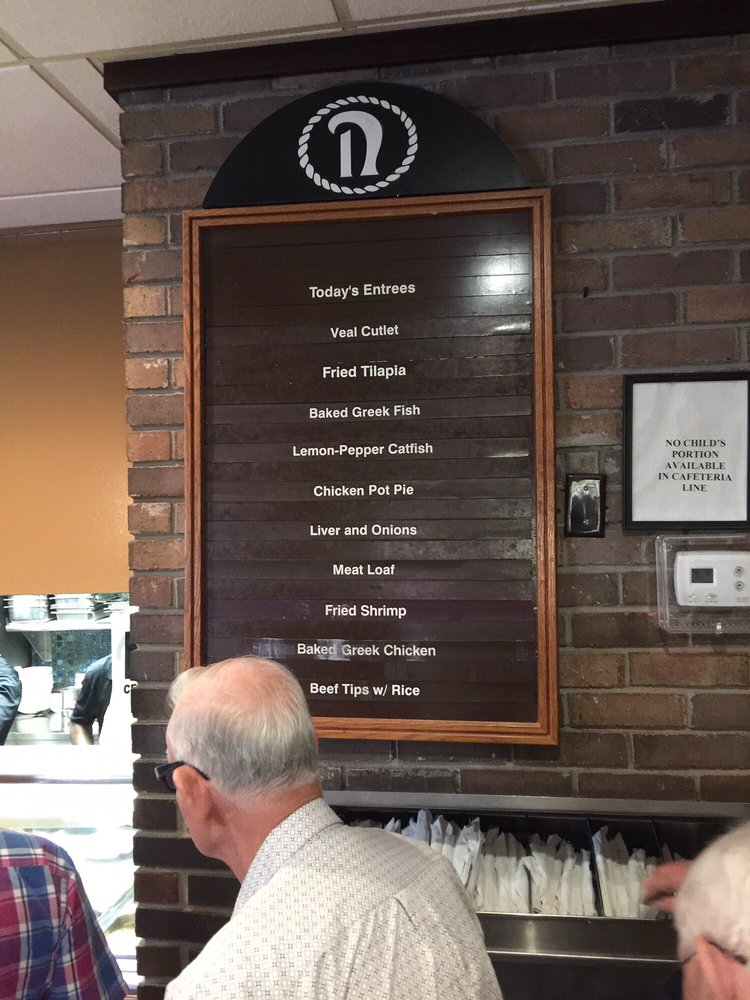 n
Today's Entrees
Veal Cutlet
Fried Tilapia
Baked Greek Fish
Lemon-Pepper Catfish
Chicken Pot Pie
Liver and Onions
Meat Loaf
Fried Shrimp
Baked Greek Chicken
Beef Tips w/ Rice
NO CHILD'S
PORTION
AVAILABLE
IN CAFETERIA
LINE